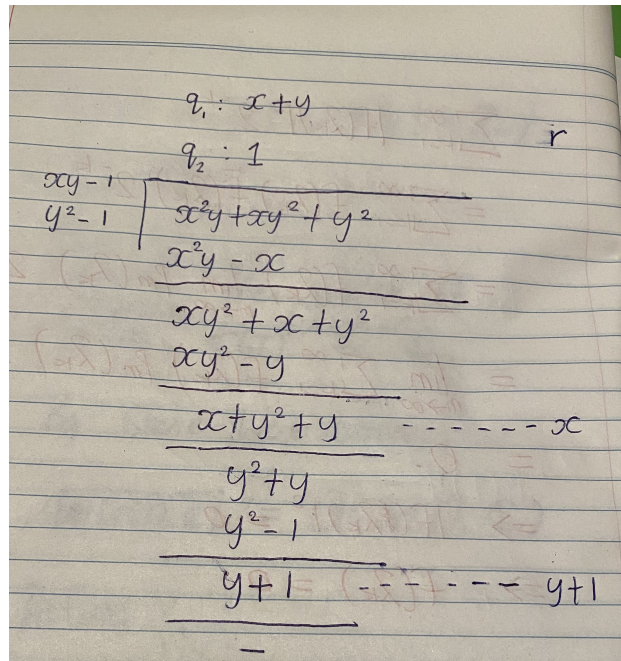 q₁ : x+y
r
q₂ : 1
xy-1
y²-1
x²y+xy²+y²
x²y - x
xy² + x + y²
xy² - y
x+y²+y ------ x
y²+y
y²-1
y+1 ------- y+1
-